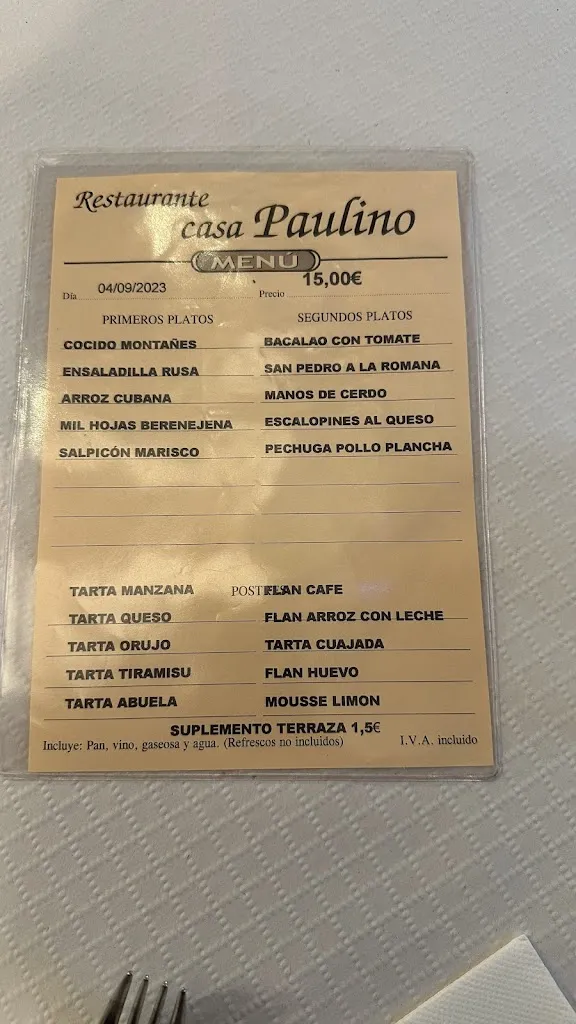 Restaurante
casa Paulino
MENÚ
Día 04/09/2023 Precio 15,00€
PRIMEROS PLATOS
COCIDO MONTAÑES
ENSALADILLA RUSA
ARROZ CUBANA
MIL HOJAS BERENEJENA
SALPICÓN MARISCO
SEGUNDOS PLATOS
BACALAO CON TOMATE
SAN PEDRO A LA ROMANA
MANOS DE CERDO
ESCALOPINES AL QUESO
PECHUGA POLLO PLANCHA
POSTRES
TARTA MANZANA
TARTA QUESO
TARTA ORUJO
TARTA TIRAMISU
TARTA ABUELA
FLAN CAFE
FLAN ARROZ CON LECHE
TARTA CUAJADA
FLAN HUEVO
MOUSSE LIMON
SUPLEMENTO TERRAZA 1,5€
Incluye: Pan, vino, gaseosa y agua. (Refrescos no incluidos) I.V.A. incluido